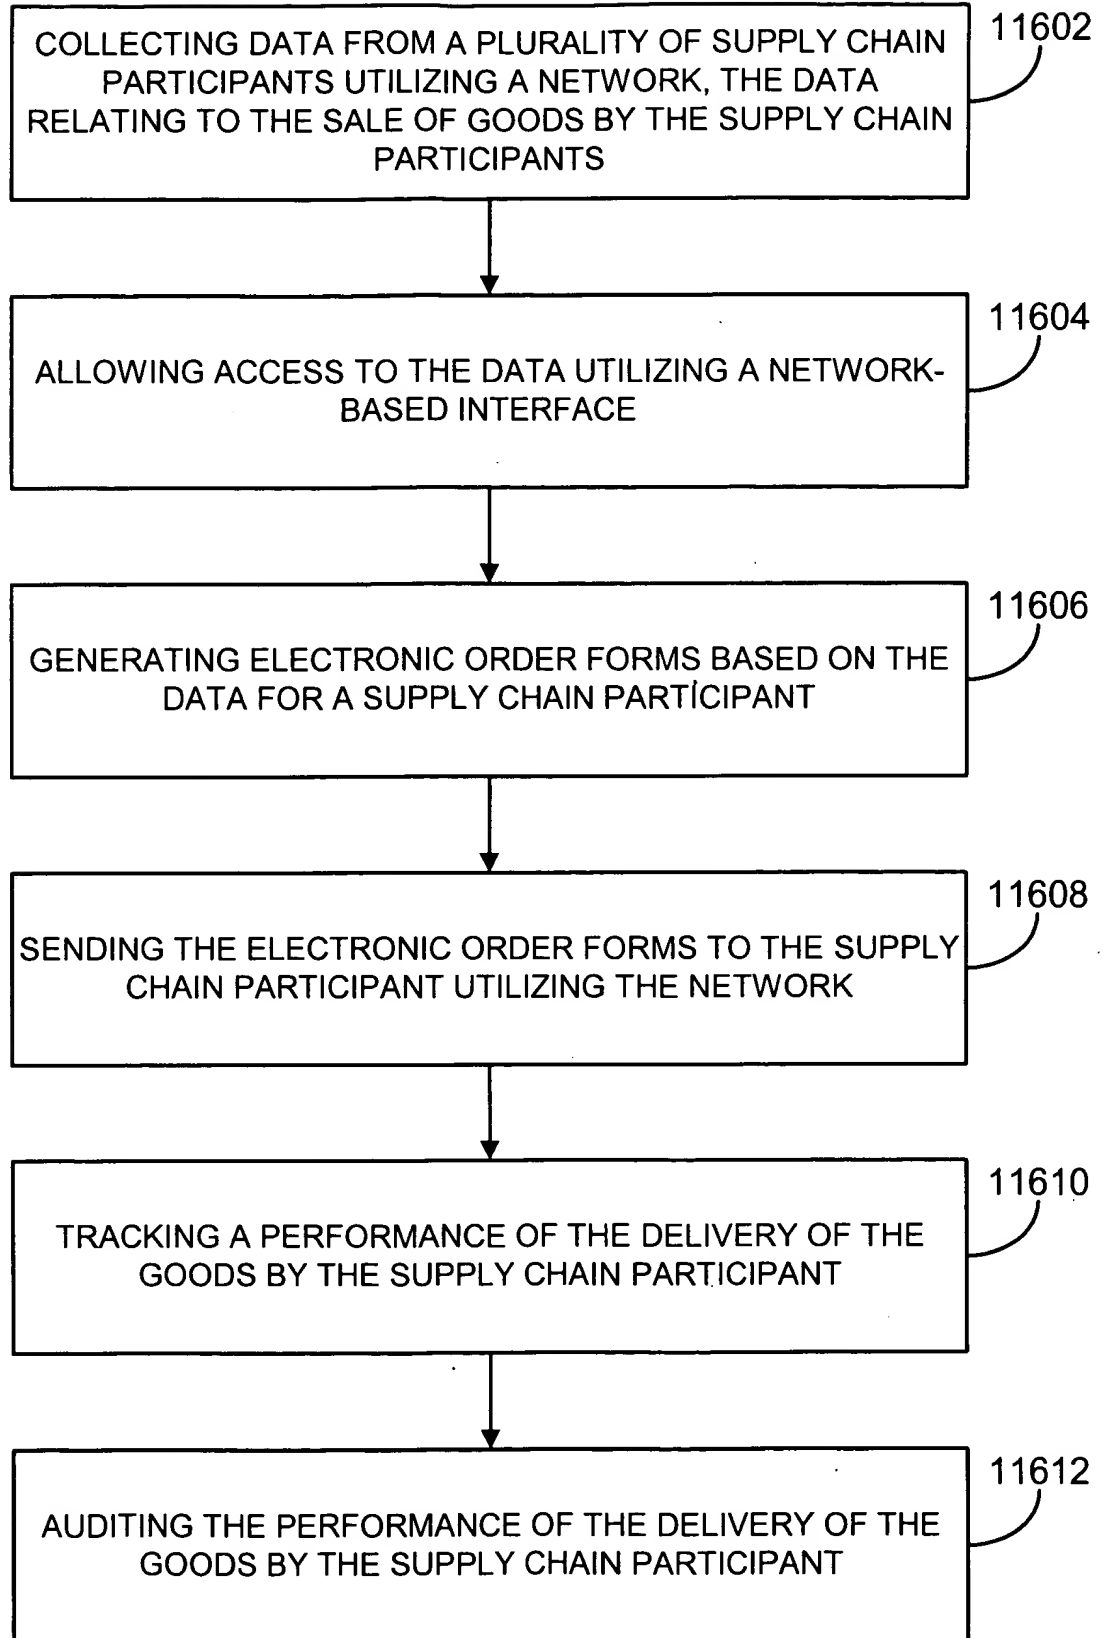 11602
COLLECTING DATA FROM A PLURALITY OF SUPPLY CHAIN
PARTICIPANTS UTILIZING A NETWORK, THE DATA
RELATING TO THE SALE OF GOODS BY THE SUPPLY CHAIN
PARTICIPANTS
11604
ALLOWING ACCESS TO THE DATA UTILIZING A NETWORK-
BASED INTERFACE
11606
GENERATING ELECTRONIC ORDER FORMS BASED ON THE
DATA FOR A SUPPLY CHAIN PARTICIPANT
11608
SENDING THE ELECTRONIC ORDER FORMS TO THE SUPPLY
CHAIN PARTICIPANT UTILIZING THE NETWORK
11610
TRACKING A PERFORMANCE OF THE DELIVERY OF THE
GOODS BY THE SUPPLY CHAIN PARTICIPANT
11612
AUDITING THE PERFORMANCE OF THE DELIVERY OF THE
GOODS BY THE SUPPLY CHAIN PARTICIPANT